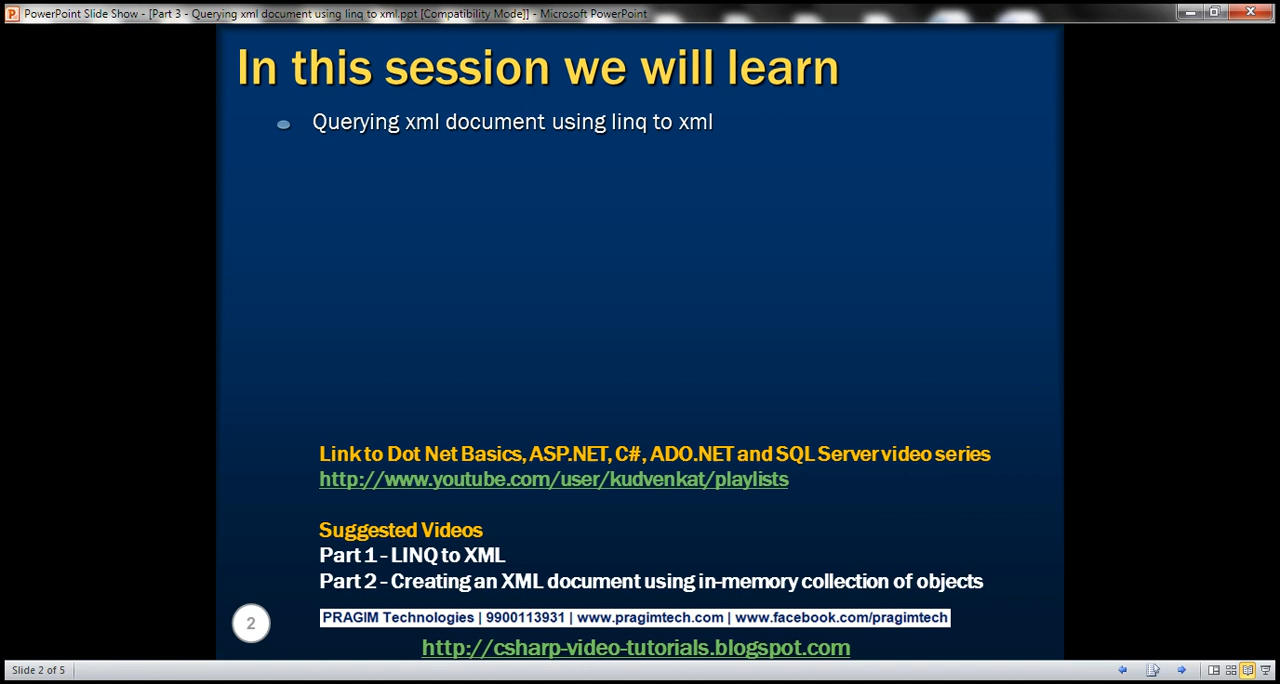 PowerPoint Slide Show - [Part 3 - Querying xml document using linq to xml.ppt [Compatibility Mode]] - Microsoft PowerPoint
In this session we will learn
Querying xml document using linq to xml
Link to Dot Net Basics, ASP.NET, C#, ADO.NET and SQL Server video series
http://www.youtube.com/user/kudvenkat/playlists
Suggested Videos
Part 1 - LINQ to XML
Part 2 - Creating an XML document using in-memory collection of objects
2
PRAGIM Technologies | 9900113931 | www.pragimtech.com | www.facebook.com/pragimtech
http://csharp-video-tutorials.blogspot.com
Slide 2 of 5